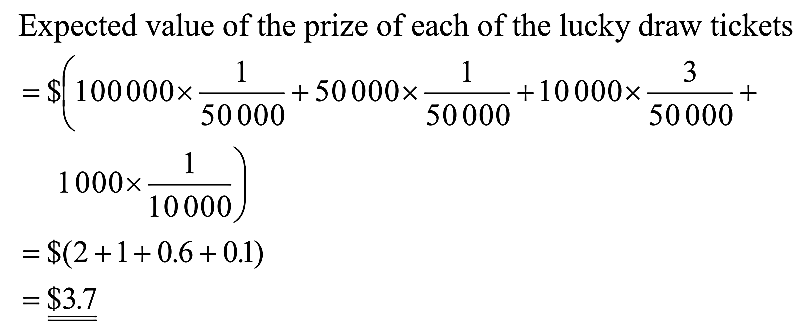 Expected value of the prize of each of the lucky draw tickets
= $(100 000 × 1/50 000 + 50 000 × 1/50 000 + 10 000 × 3/50 000 +
1 000 × 1/10 000)
= $(2 + 1 + 0.6 + 0.1)
= $3.7